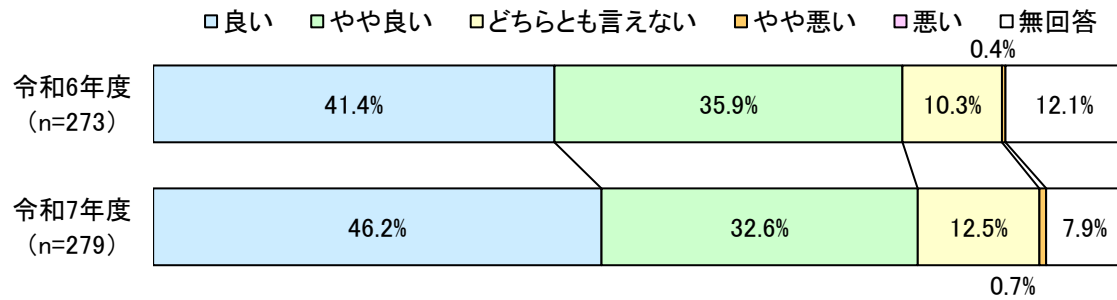 ■良い ■やや良い □どちらとも言えない ■やや悪い ■悪い □無回答
0.4%
令和6年度
（n=273）
41.4% 35.9% 10.3% 12.1%
令和7年度
（n=279）
46.2% 32.6% 12.5% 7.9%
0.7%